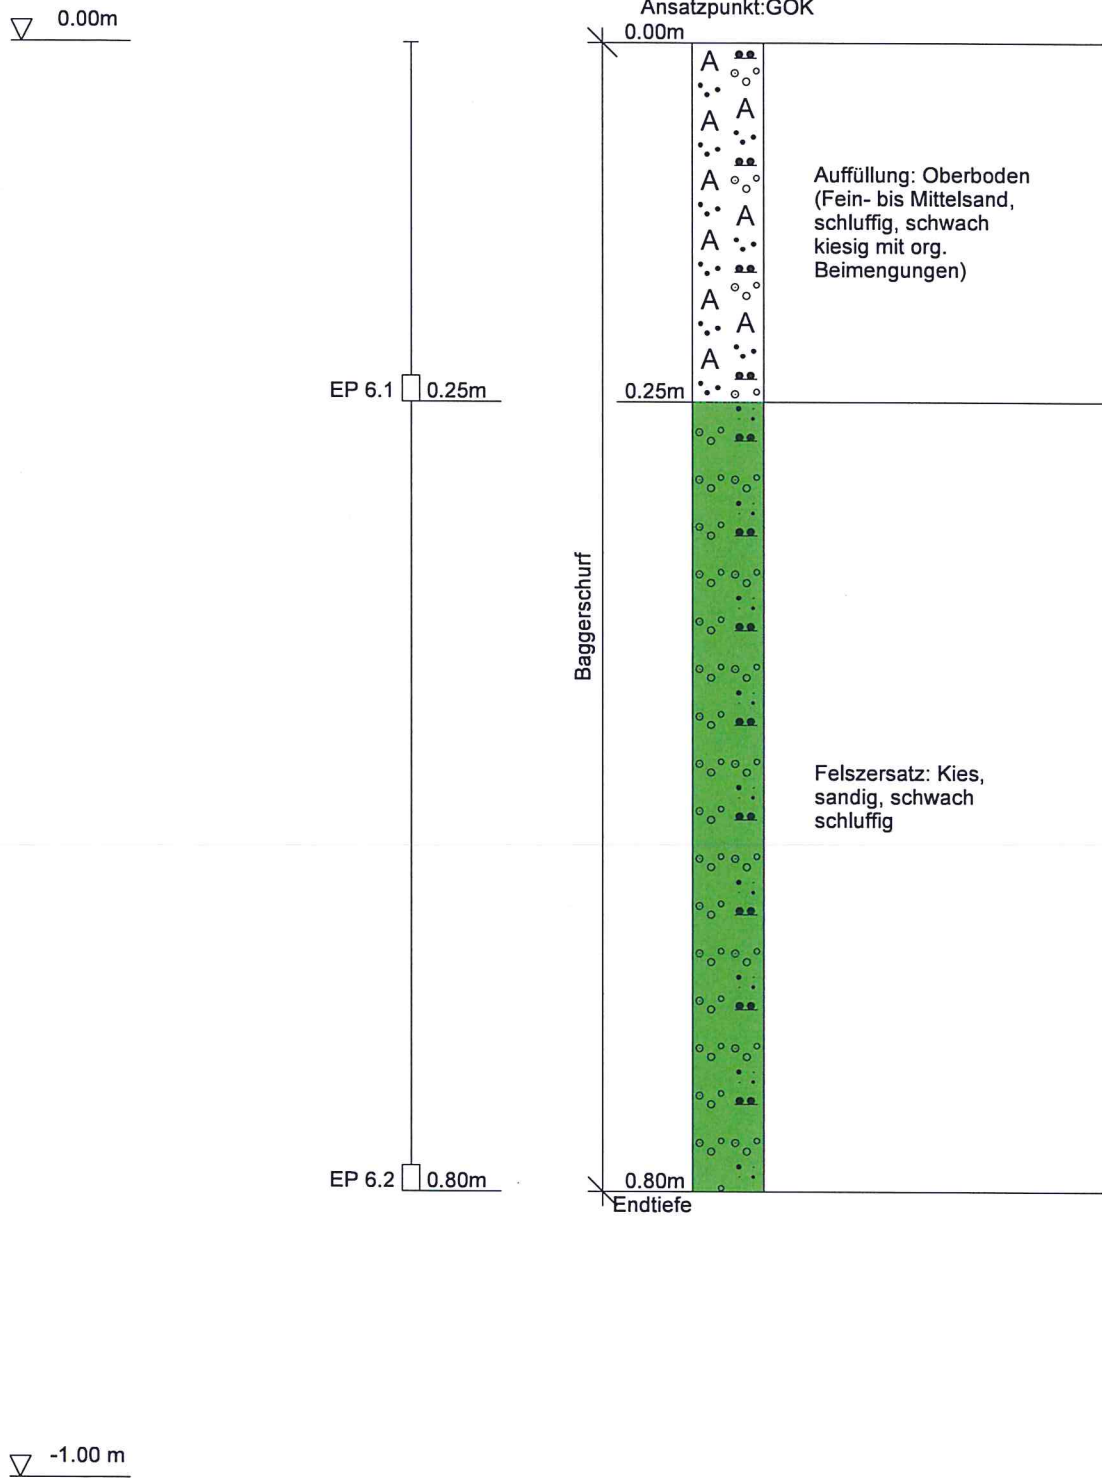 Ansatzpunkt:GOK
0.00m
0.00m
A
A
A
A
A
A
A
A
A
A
Auffüllung: Oberboden
(Fein- bis Mittelsand,
schluffig, schwach
kiesig mit org.
Beimengungen)
EP 6.1 0.25m
0.25m
Baggerschurf
Felszersatz: Kies,
sandig, schwach
schluffig
EP 6.2 0.80m
0.80m
Endtiefe
-1.00 m